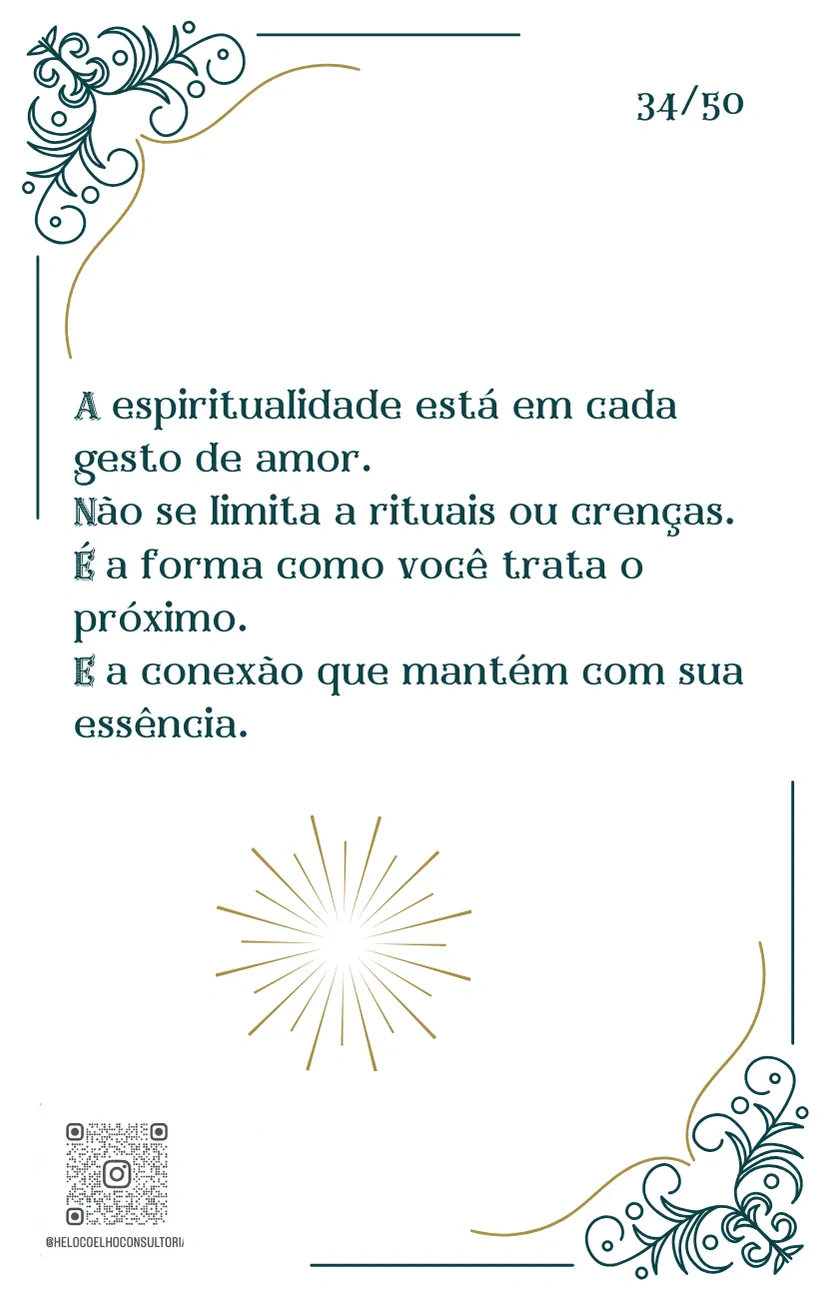 34/50
A espiritualidade está em cada
gesto de amor.
Não se limita a rituais ou crenças.
É a forma como você trata o
próximo.
E a conexão que mantém com sua
essência.
@HELOCOELHOCONSULTORI